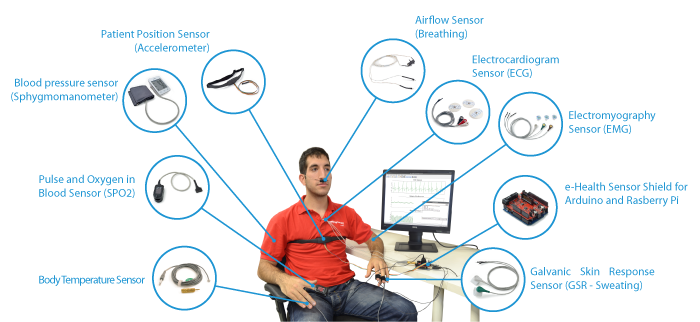 Airflow Sensor
(Breathing)
Patient Position Sensor
(Accelerometer)
Electrocardiogram
Sensor (ECG)
Blood pressure sensor
(Sphygmomanometer)
Electromyography
Sensor (EMG)
Pulse and Oxygen in
Blood Sensor (SPO2)
e-Health Sensor Shield for
Arduino and Rasberry Pi
Body Temperature Sensor
Galvanic Skin Response
Sensor (GSR - Sweating)